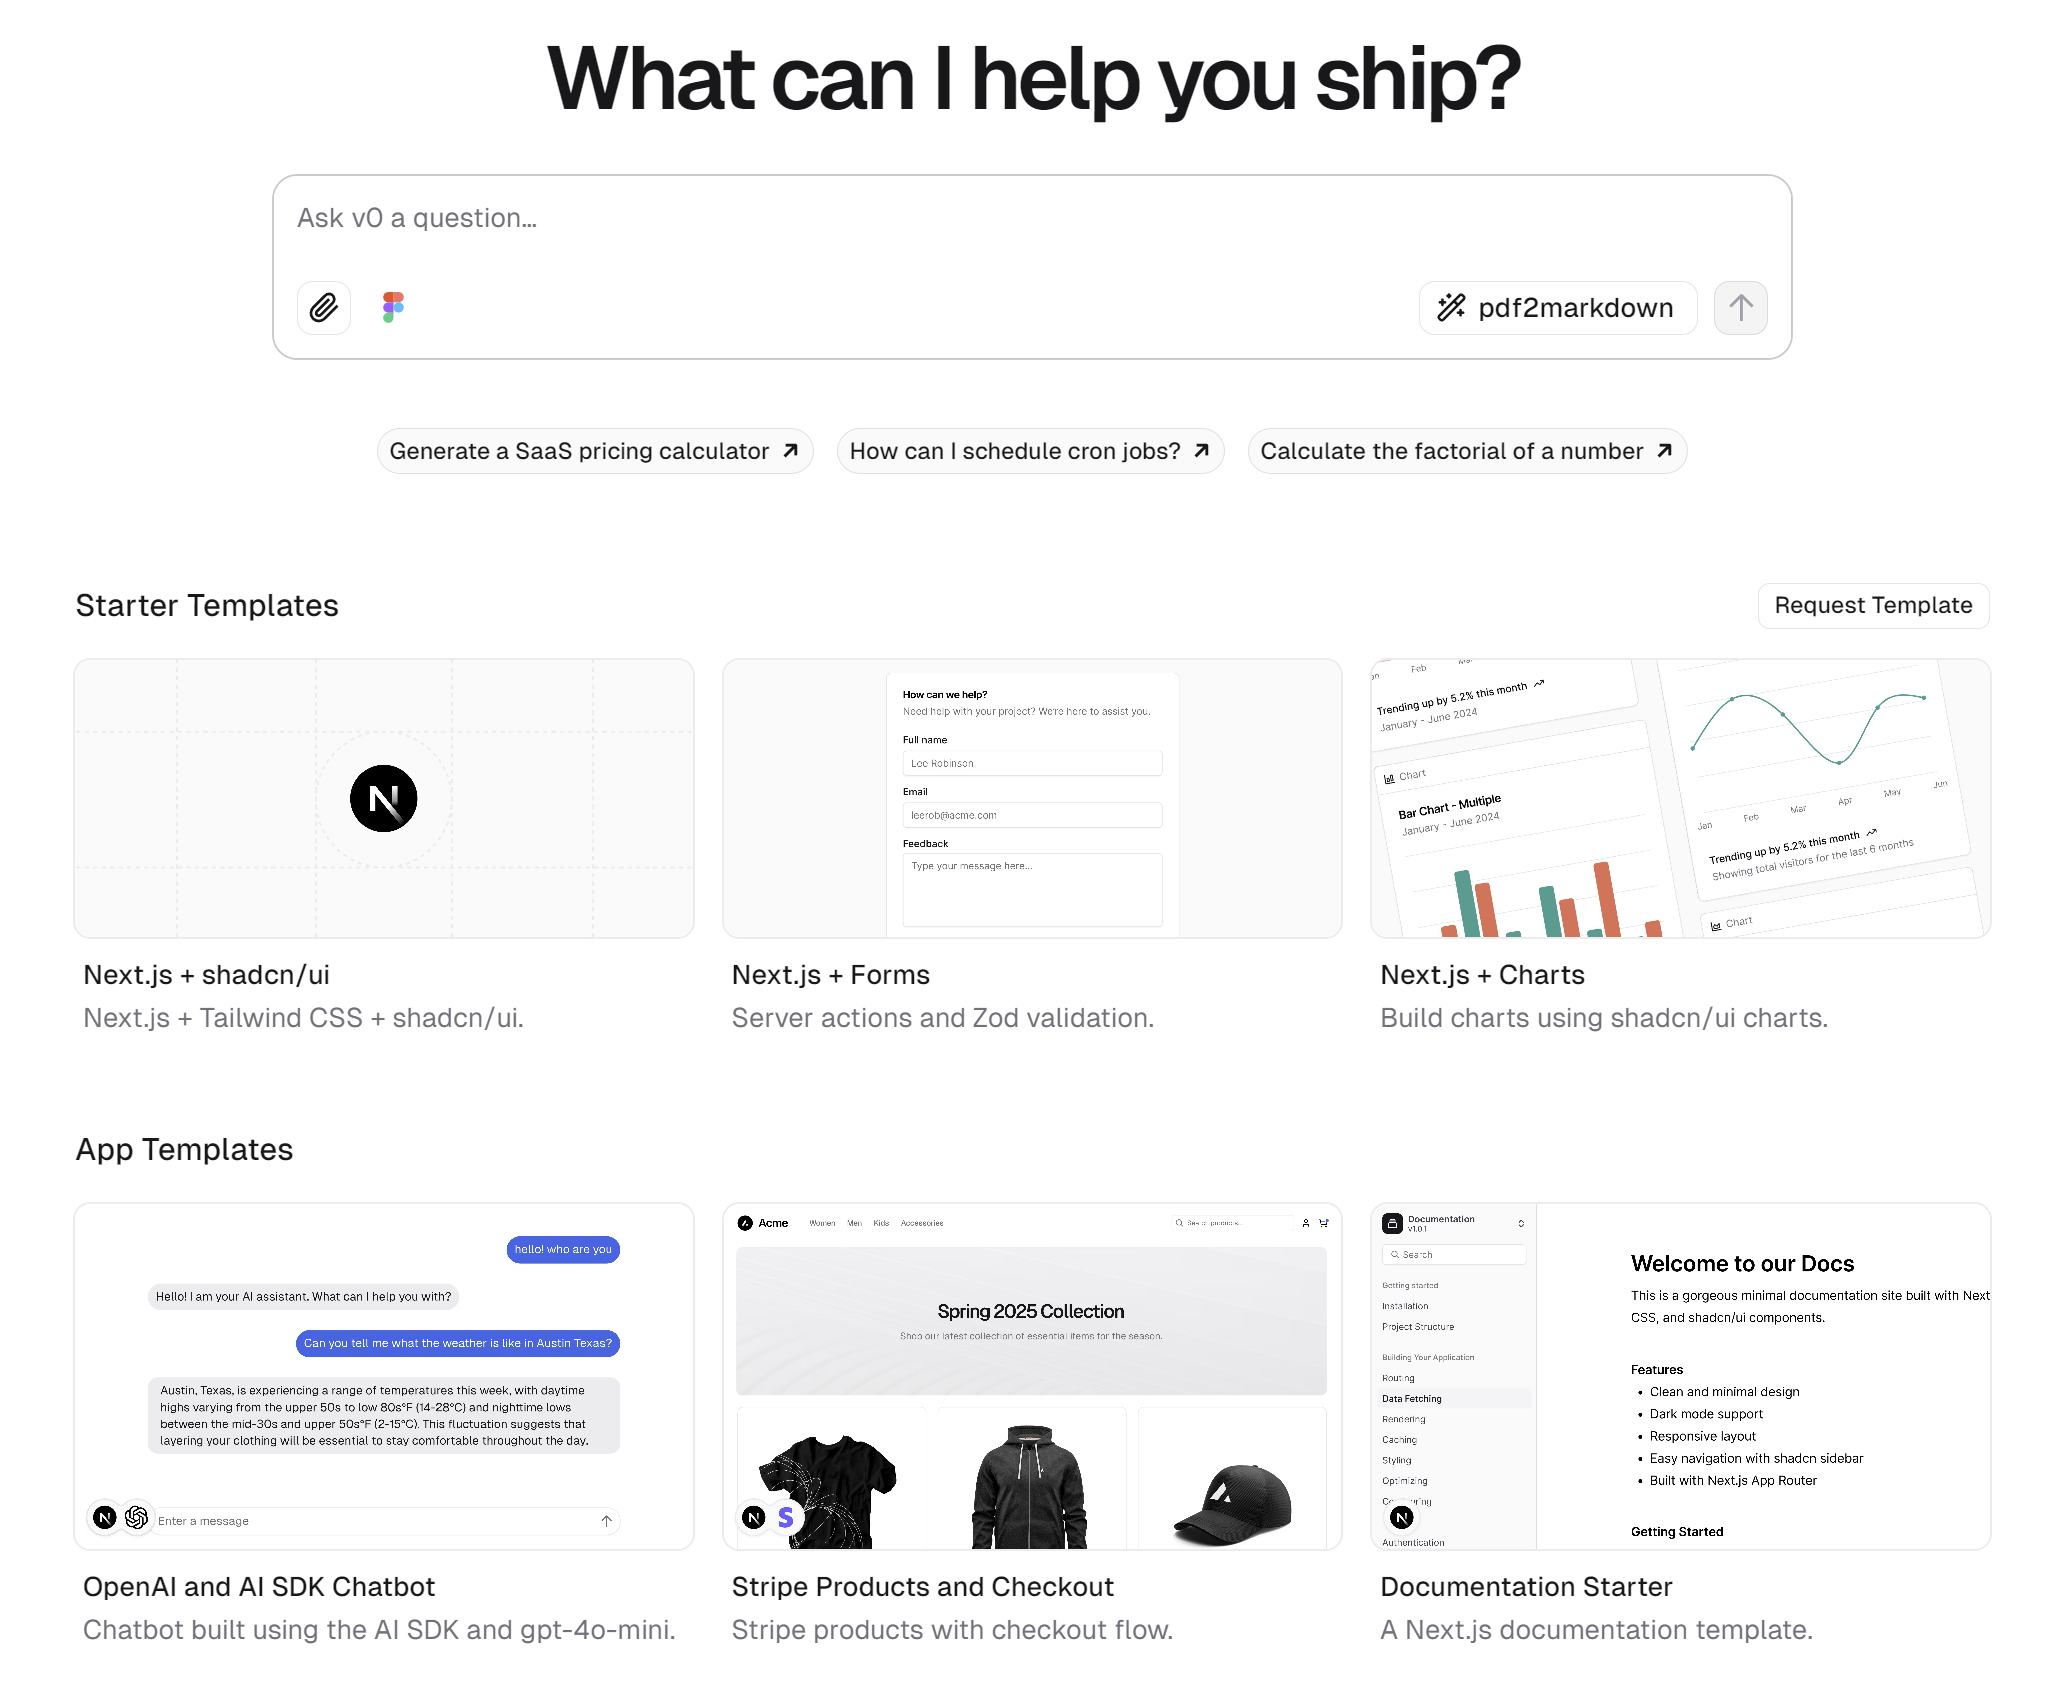 What can I help you ship?
Ask v0 a question...
pdf2markdown
Generate a SaaS pricing calculator
How can I schedule cron jobs?
Calculate the factorial of a number
Starter Templates
Request Template
How can we help?
Need help with your project? We're here to assist you.
Full name
Lee Robinson
Email
leerob@acme.com
Feedback
Type your message here...
Feb
Trending up by 5.2% this month
January - June 2024
Chart
Bar Chart - Multiple
January - June 2024
Jan Feb Mar Apr May Jun
Trending up by 5.2% this month
Showing total visitors for the last 6 months
Chart
Next.js + shadcn/ui
Next.js + Tailwind CSS + shadcn/ui.
Next.js + Forms
Server actions and Zod validation.
Next.js + Charts
Build charts using shadcn/ui charts.
App Templates
hello! who are you
Hello! I am your AI assistant. What can I help you with?
Can you tell me what the weather is like in Austin Texas?
Austin, Texas, is experiencing a range of temperatures this week, with daytime
highs varying from the upper 50s to low 80s°F (14-28°C) and nighttime lows
between the mid-30s and upper 50s°F (2-15°C). This fluctuation suggests that
layering your clothing will be essential to stay comfortable throughout the day.
Enter a message
Acme
Women Men Kids Accessories
Search products...
Spring 2025 Collection
Shop our latest collection of essential items for the season.
S
Documentation
v1.0.1
Search
Getting started
Installation
Project Structure
Building Your Application
Routing
Data Fetching
Rendering
Caching
Styling
Optimizing
Authentication
Welcome to our Docs
This is a gorgeous minimal documentation site built with Next
CSS, and shadcn/ui components.
Features
• Clean and minimal design
• Dark mode support
• Responsive layout
• Easy navigation with shadcn sidebar
• Built with Next.js App Router
Getting Started
OpenAI and AI SDK Chatbot
Chatbot built using the AI SDK and gpt-4o-mini.
Stripe Products and Checkout
Stripe products with checkout flow.
Documentation Starter
A Next.js documentation template.